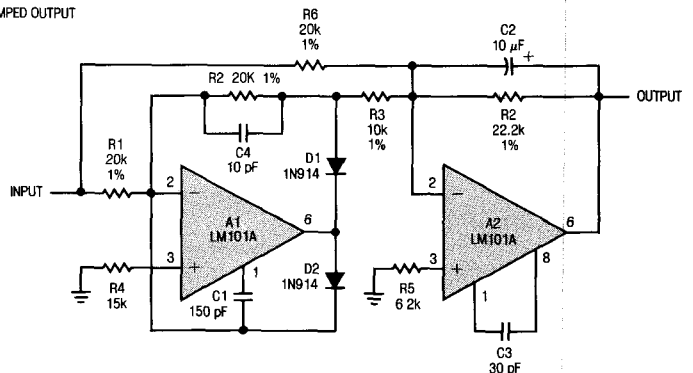 MPED OUTPUT
R6
20k
1%
C2
10 µF
+
R2 20K 1%
C4
10 pF
R3
10k
1%
R2
22.2k
1%
OUTPUT
R1
20k
1%
D1
1N914
INPUT
2
−
A1
LM101A
6
3
+
1
R4
15k
C1
150 pF
D2
1N914
2
−
A2
LM101A
6
8
3
+
1
R5
6 2k
C3
30 pF